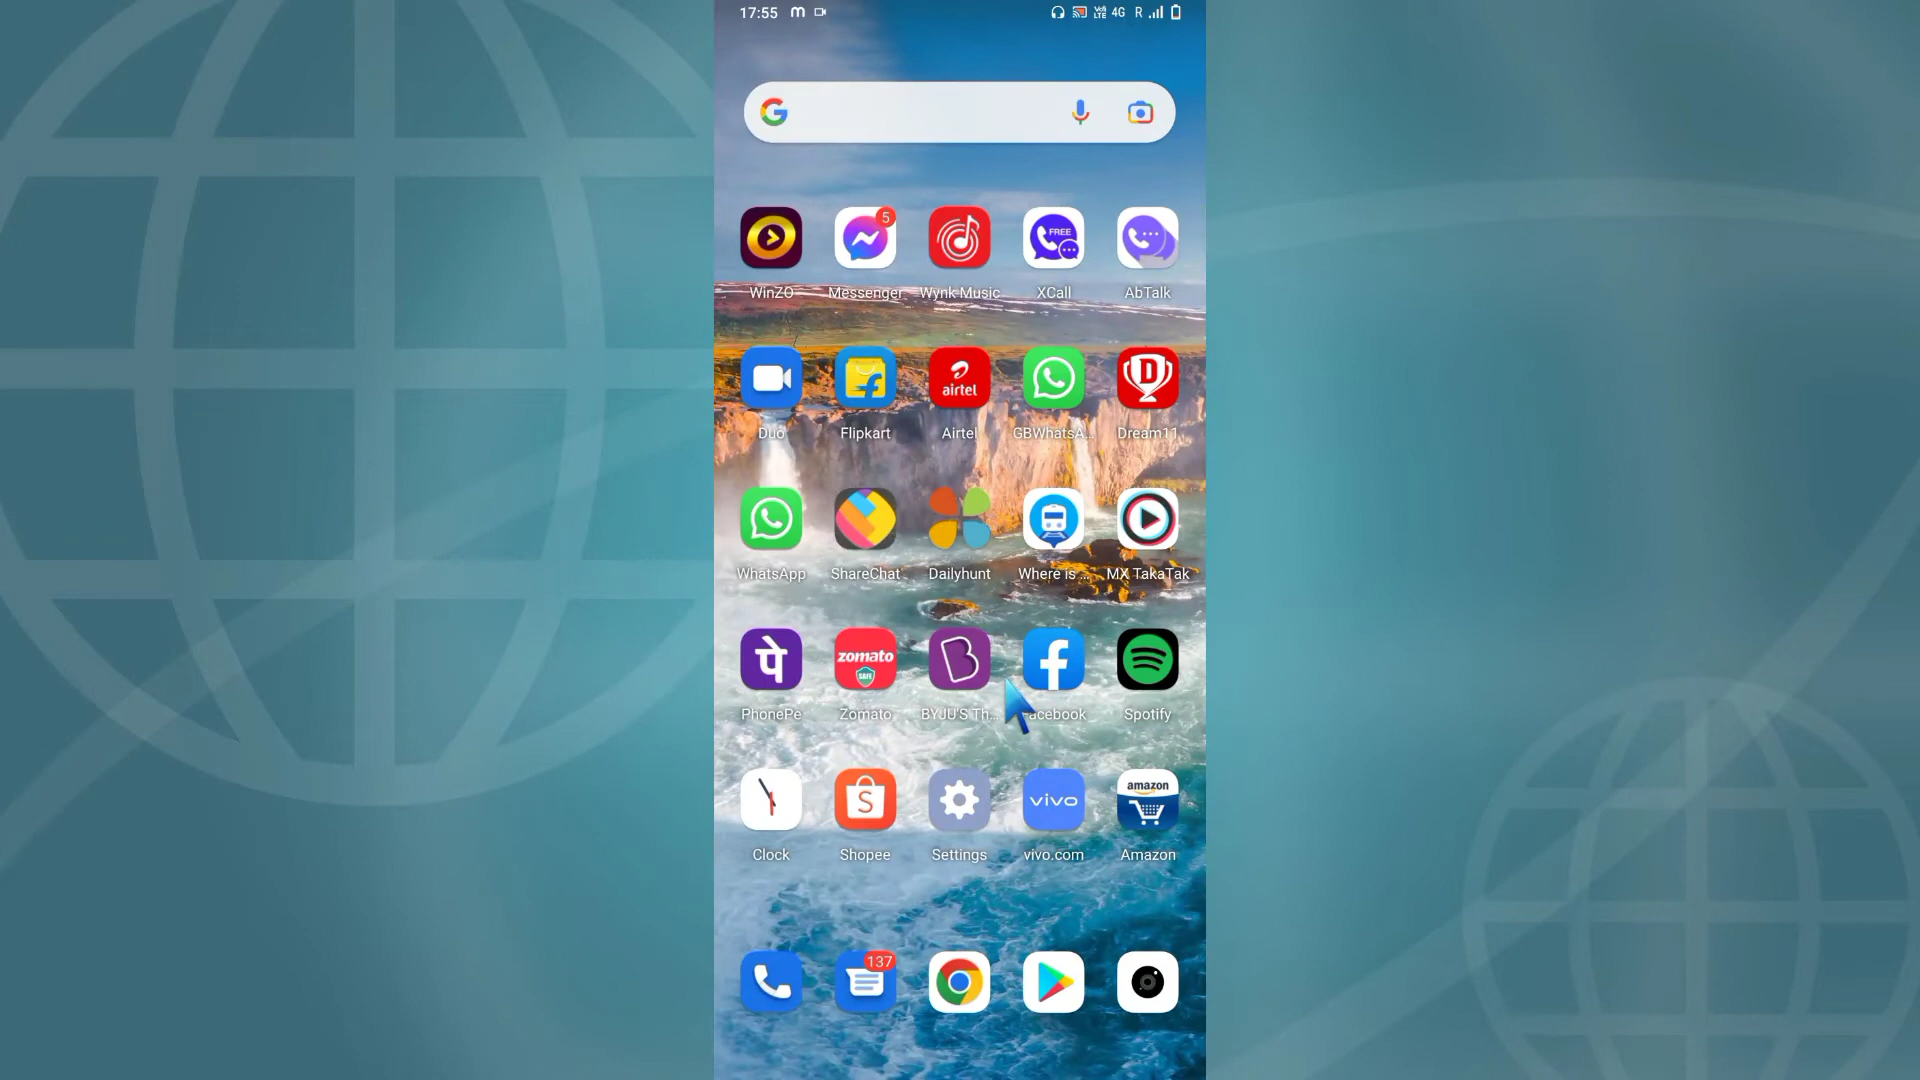 17:55 VoLTE 4G R
5
FREE
WinZO Messenger Wynk Music XCall AbTalk
airtel D
Duo Flipkart Airtel GBWhatsA... Dream11
WhatsApp ShareChat Dailyhunt Where is ... MX TakaTak
पे zomato SAFE B f
PhonePe Zomato BYJU'S Th... acebook Spotify
S vivo amazon
Clock Shopee Settings vivo.com Amazon
137